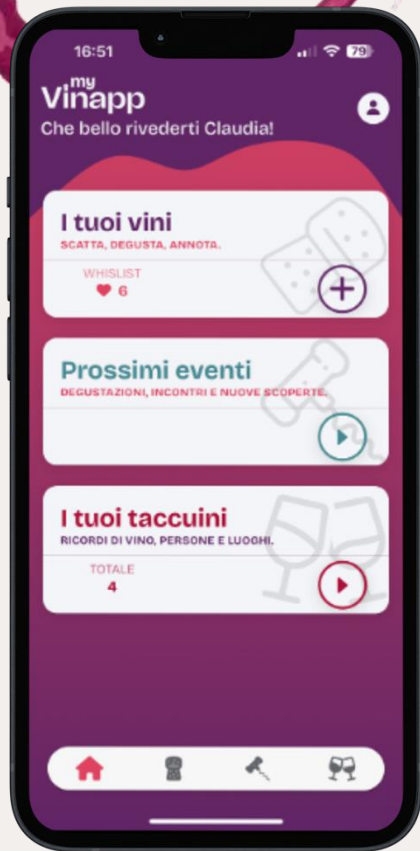 16:51
79
my
Vinapp
Che bello rivederti Claudia!
I tuoi vini
SCATTA, DEGUSTA, ANNOTA.
WHISLIST
6
Prossimi eventi
DEGUSTAZIONI, INCONTRI E NUOVE SCOPERTE.
I tuoi taccuini
RICORDI DI VINO, PERSONE E LUOGHI.
TOTALE
4